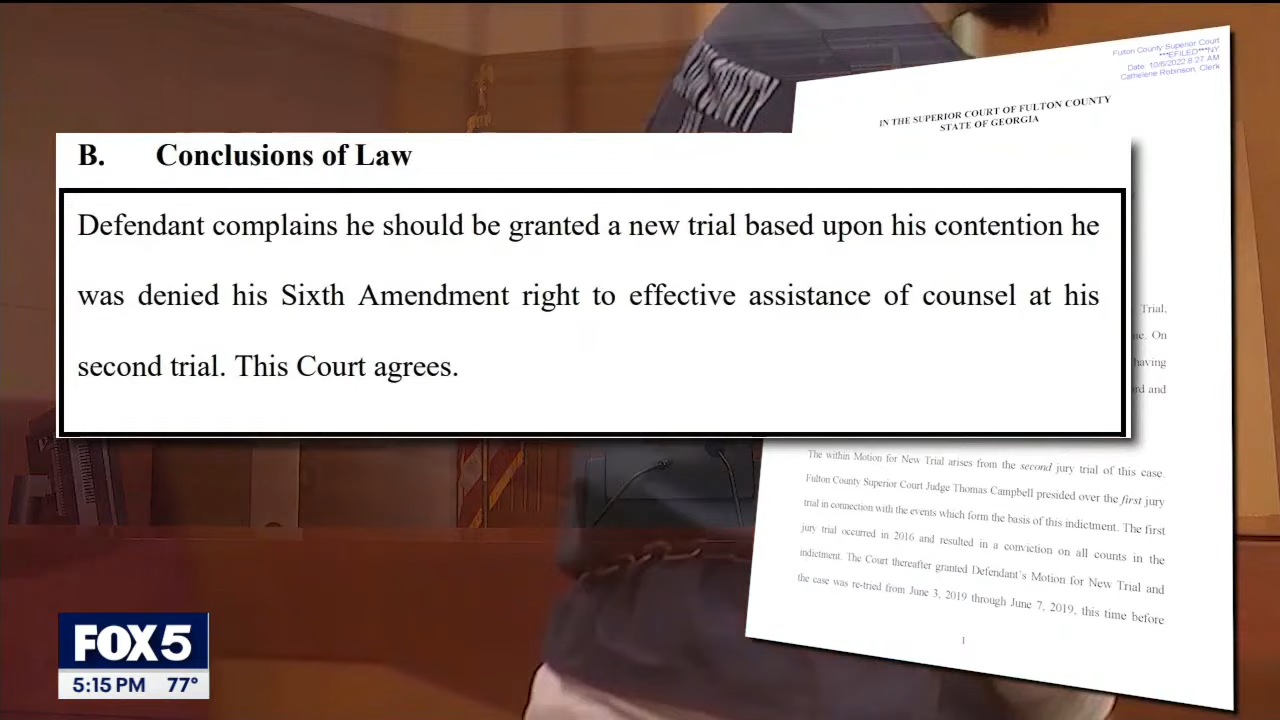 COUNTY
Fulton County Superior Court
***EFILED***NY
Date: 10/6/2022 8:27 AM
Cathelene Robinson, Clerk
IN THE SUPERIOR COURT OF FULTON COUNTY
STATE OF GEORGIA
B. Conclusions of Law
Defendant complains he should be granted a new trial based upon his contention he
was denied his Sixth Amendment right to effective assistance of counsel at his
second trial. This Court agrees.
Trial,
On
having
and
The within Motion for New Trial arises from the second jury trial of this case.
Fulton County Superior Court Judge Thomas Campbell presided over the first jury
trial in connection with the events which form the basis of this indictment. The first
jury trial occurred in 2016 and resulted in a conviction on all counts in the
indictment. The Court thereafter granted Defendant's Motion for New Trial and
the case was re-tried from June 3, 2019 through June 7, 2019, this time before
1
FOX 5
5:15 PM 77°